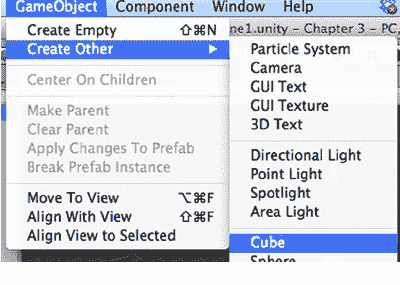 GameObject Component Window Help
Create Empty ⇧⌘N
ne1.unity – Chapter 3 – PC,
Create Other ▶
Particle System
Camera
Center On Children
GUI Text
GUI Texture
Make Parent
3D Text
Clear Parent
Apply Changes To Prefab
Directional Light
Break Prefab Instance
Point Light
Spotlight
Move To View ⌥⌘F
Area Light
Align With View ⇧⌘F
Align View to Selected
Cube
Sphere